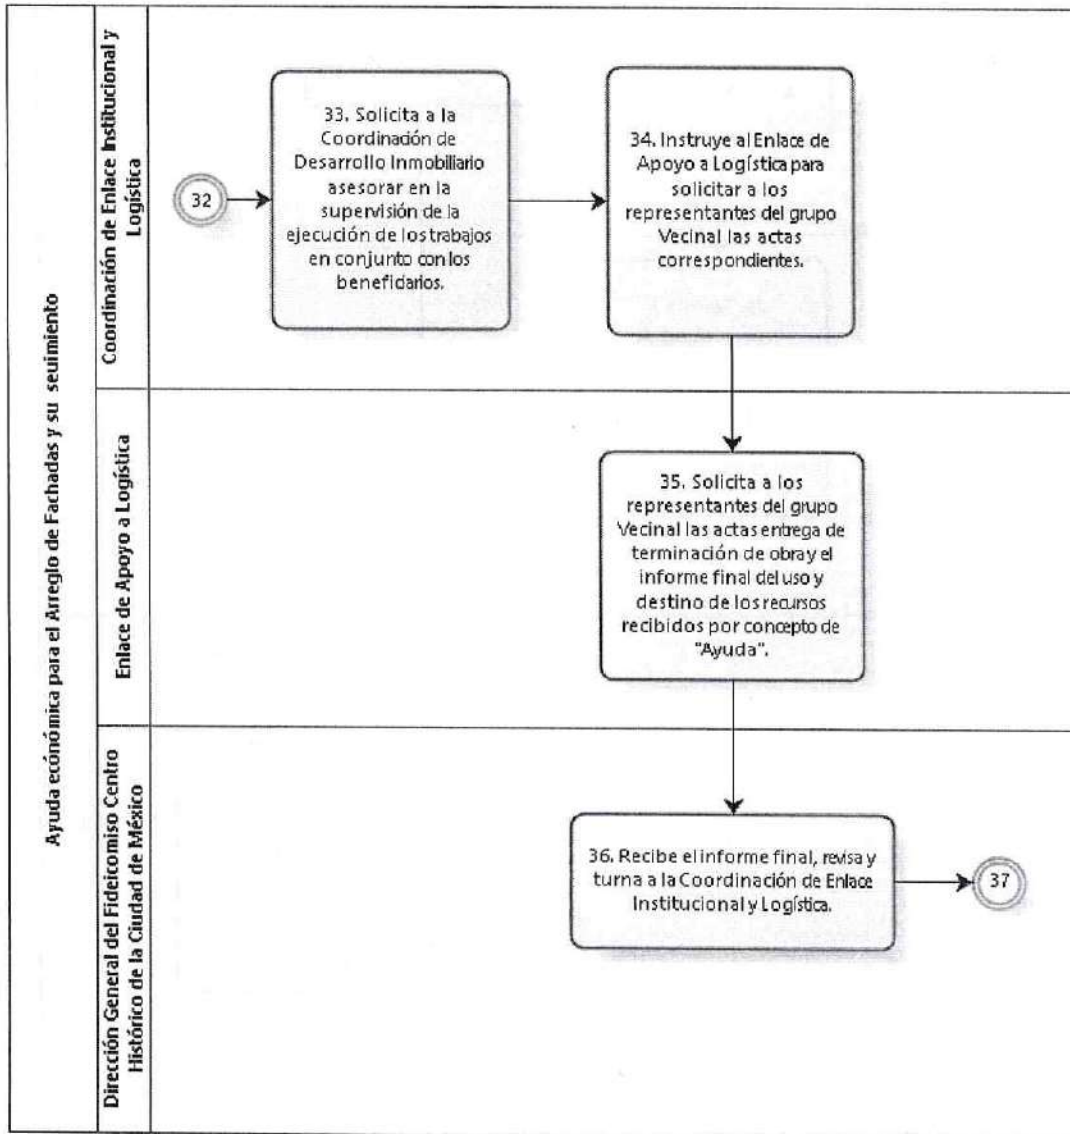 Ayuda ecónómica para el Arreglo de Fachadas y su seuimiento
Coordinación de Enlace Institucional y
Logística
32
33. Solicita a la
Coordinación de
Desarrollo Inmobiliario
asesorar en la
supervisión de la
ejecución de los trabajos
en conjunto con los
beneficiarios.
34. Instruye al Enlace de
Apoyo a Logística para
solicitar a los
representantes del grupo
Vecinal las actas
correspondientes.
Enlace de Apoyo a Logística
35. Solicita a los
representantes del grupo
Vecinal las actas entrega de
terminación de obra y el
informe final del uso y
destino de los recursos
recibidos por concepto de
"Ayuda".
Dirección General del Fideicomiso Centro
Histórico de la Ciudad de México
36. Recibe el informe final, revisa y
turna a la Coordinación de Enlace
Institucional y Logística.
37